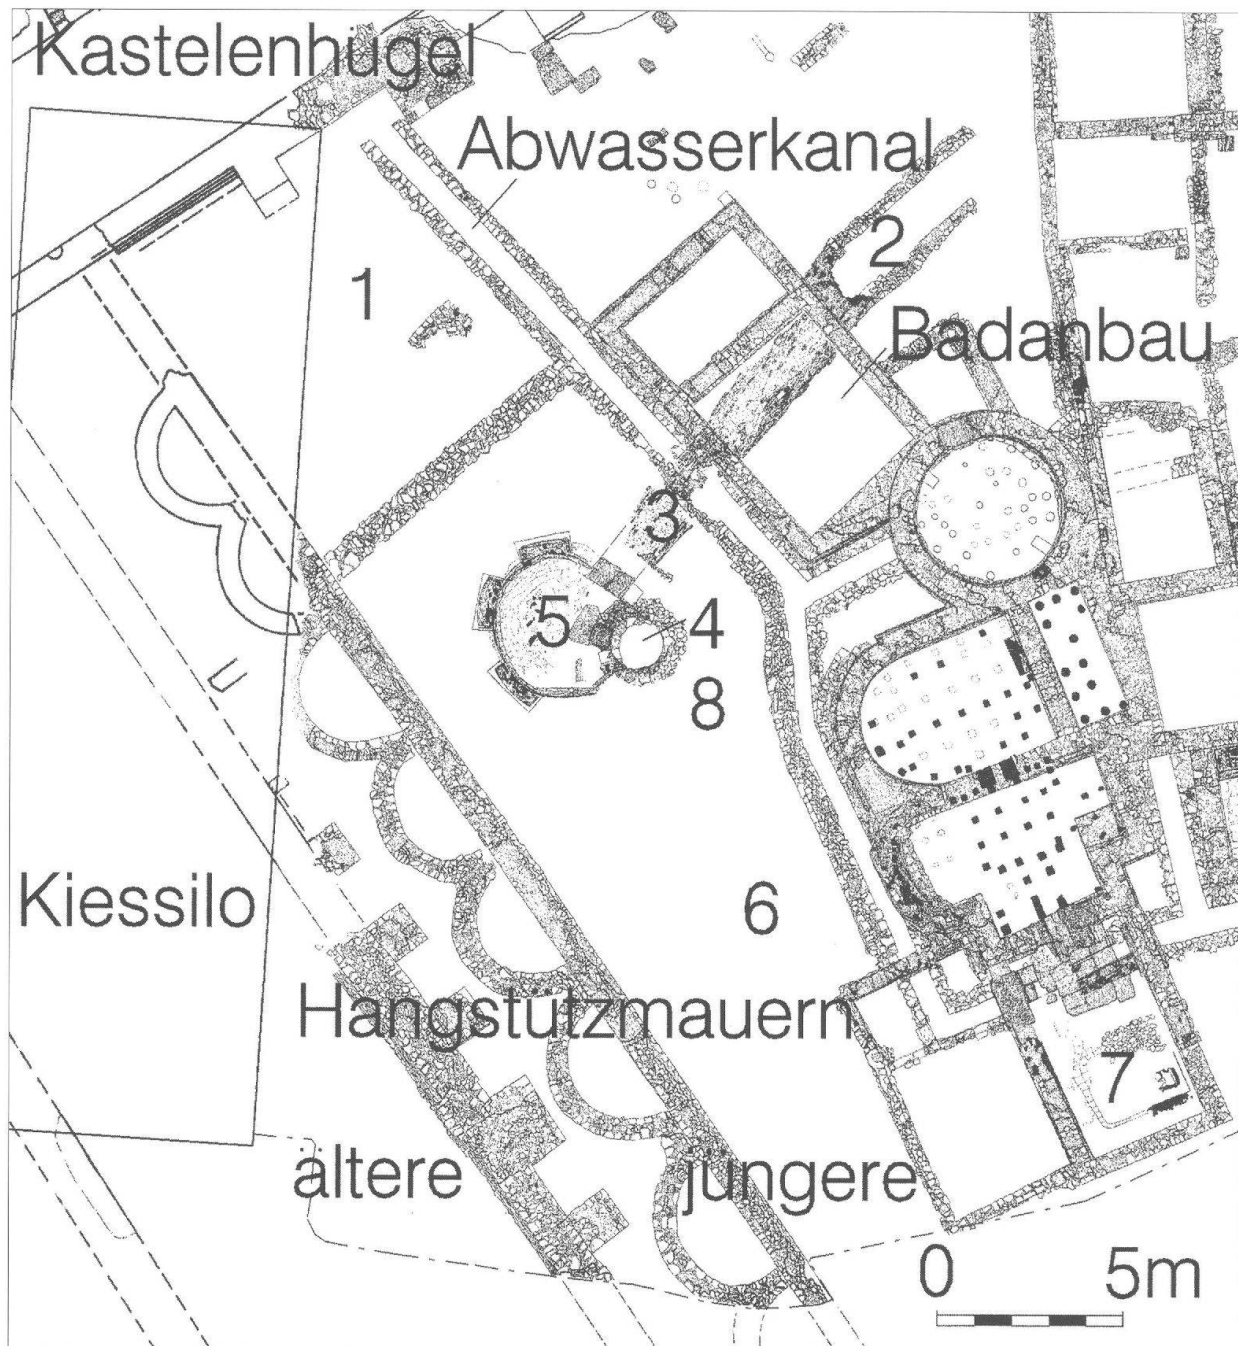 Kastelenhügel
Abwasserkanal
2
1
Badanbau
3
5
4
8
Kiessilo
6
Hangstützmauern
7
ältere
jüngere
0 5m